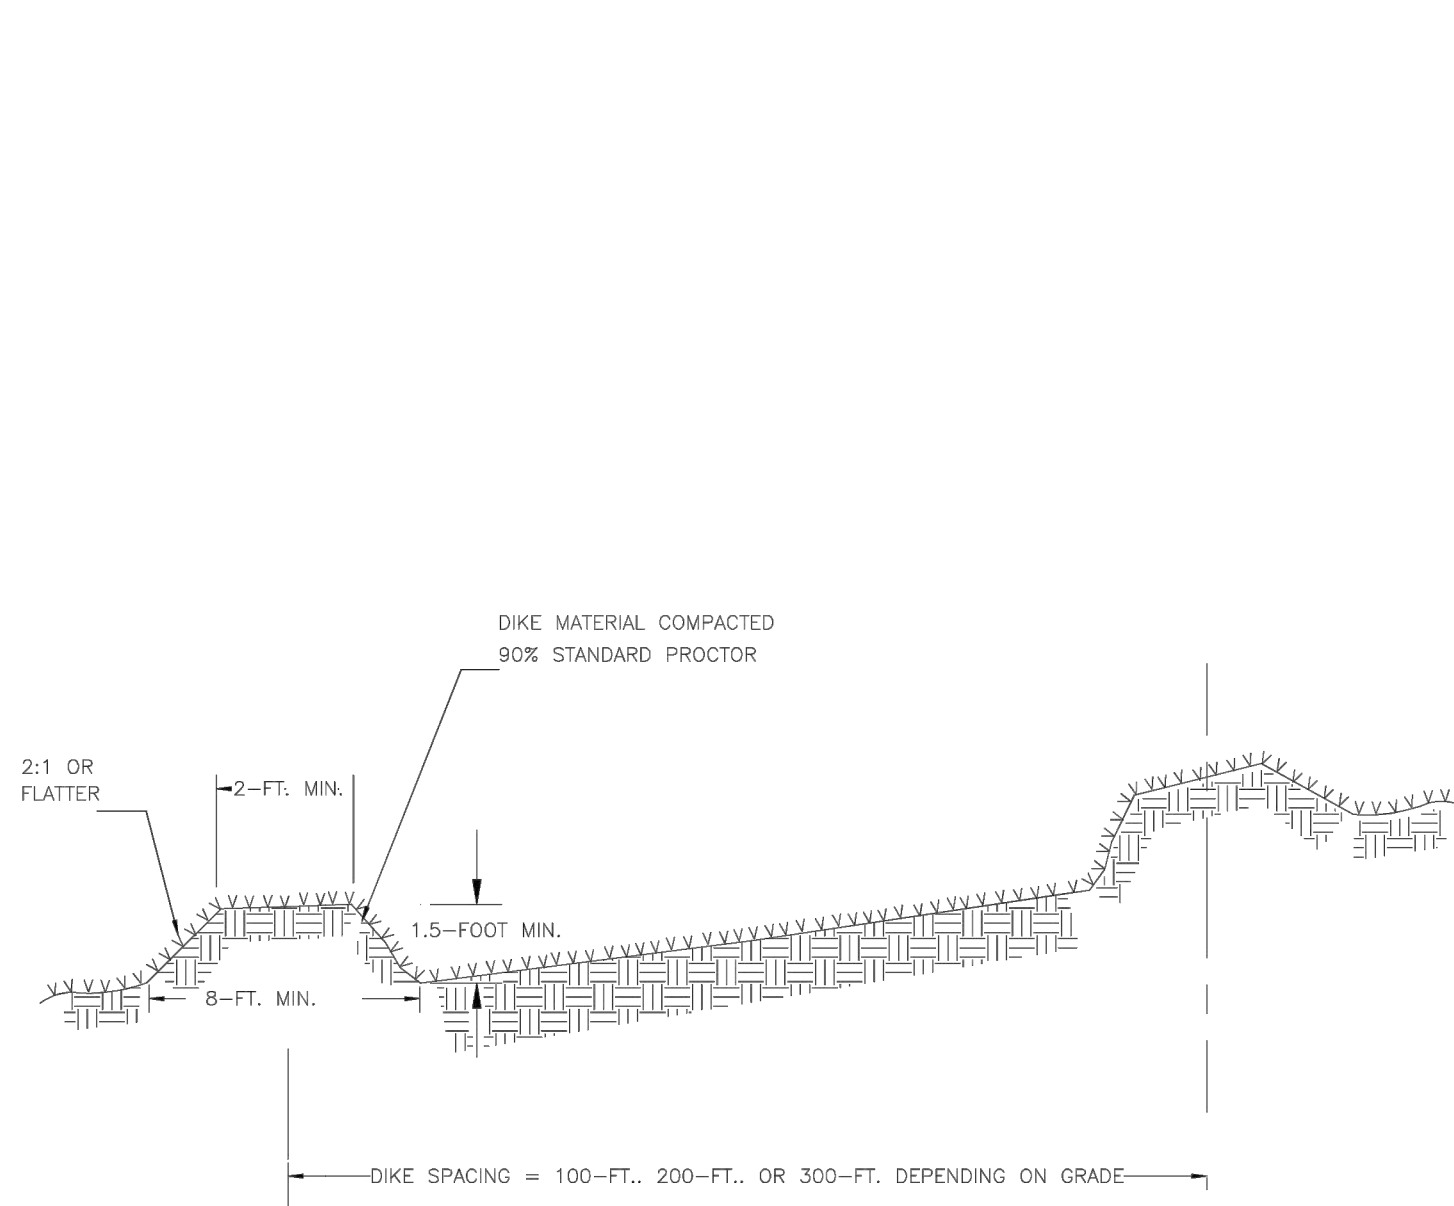 DIKE MATERIAL COMPACTED
90% STANDARD PROCTOR
2:1 OR
FLATTER
2-FT. MIN.
1.5-FOOT MIN.
8-FT. MIN.
DIKE SPACING = 100-FT.. 200-FT.. OR 300-FT. DEPENDING ON GRADE